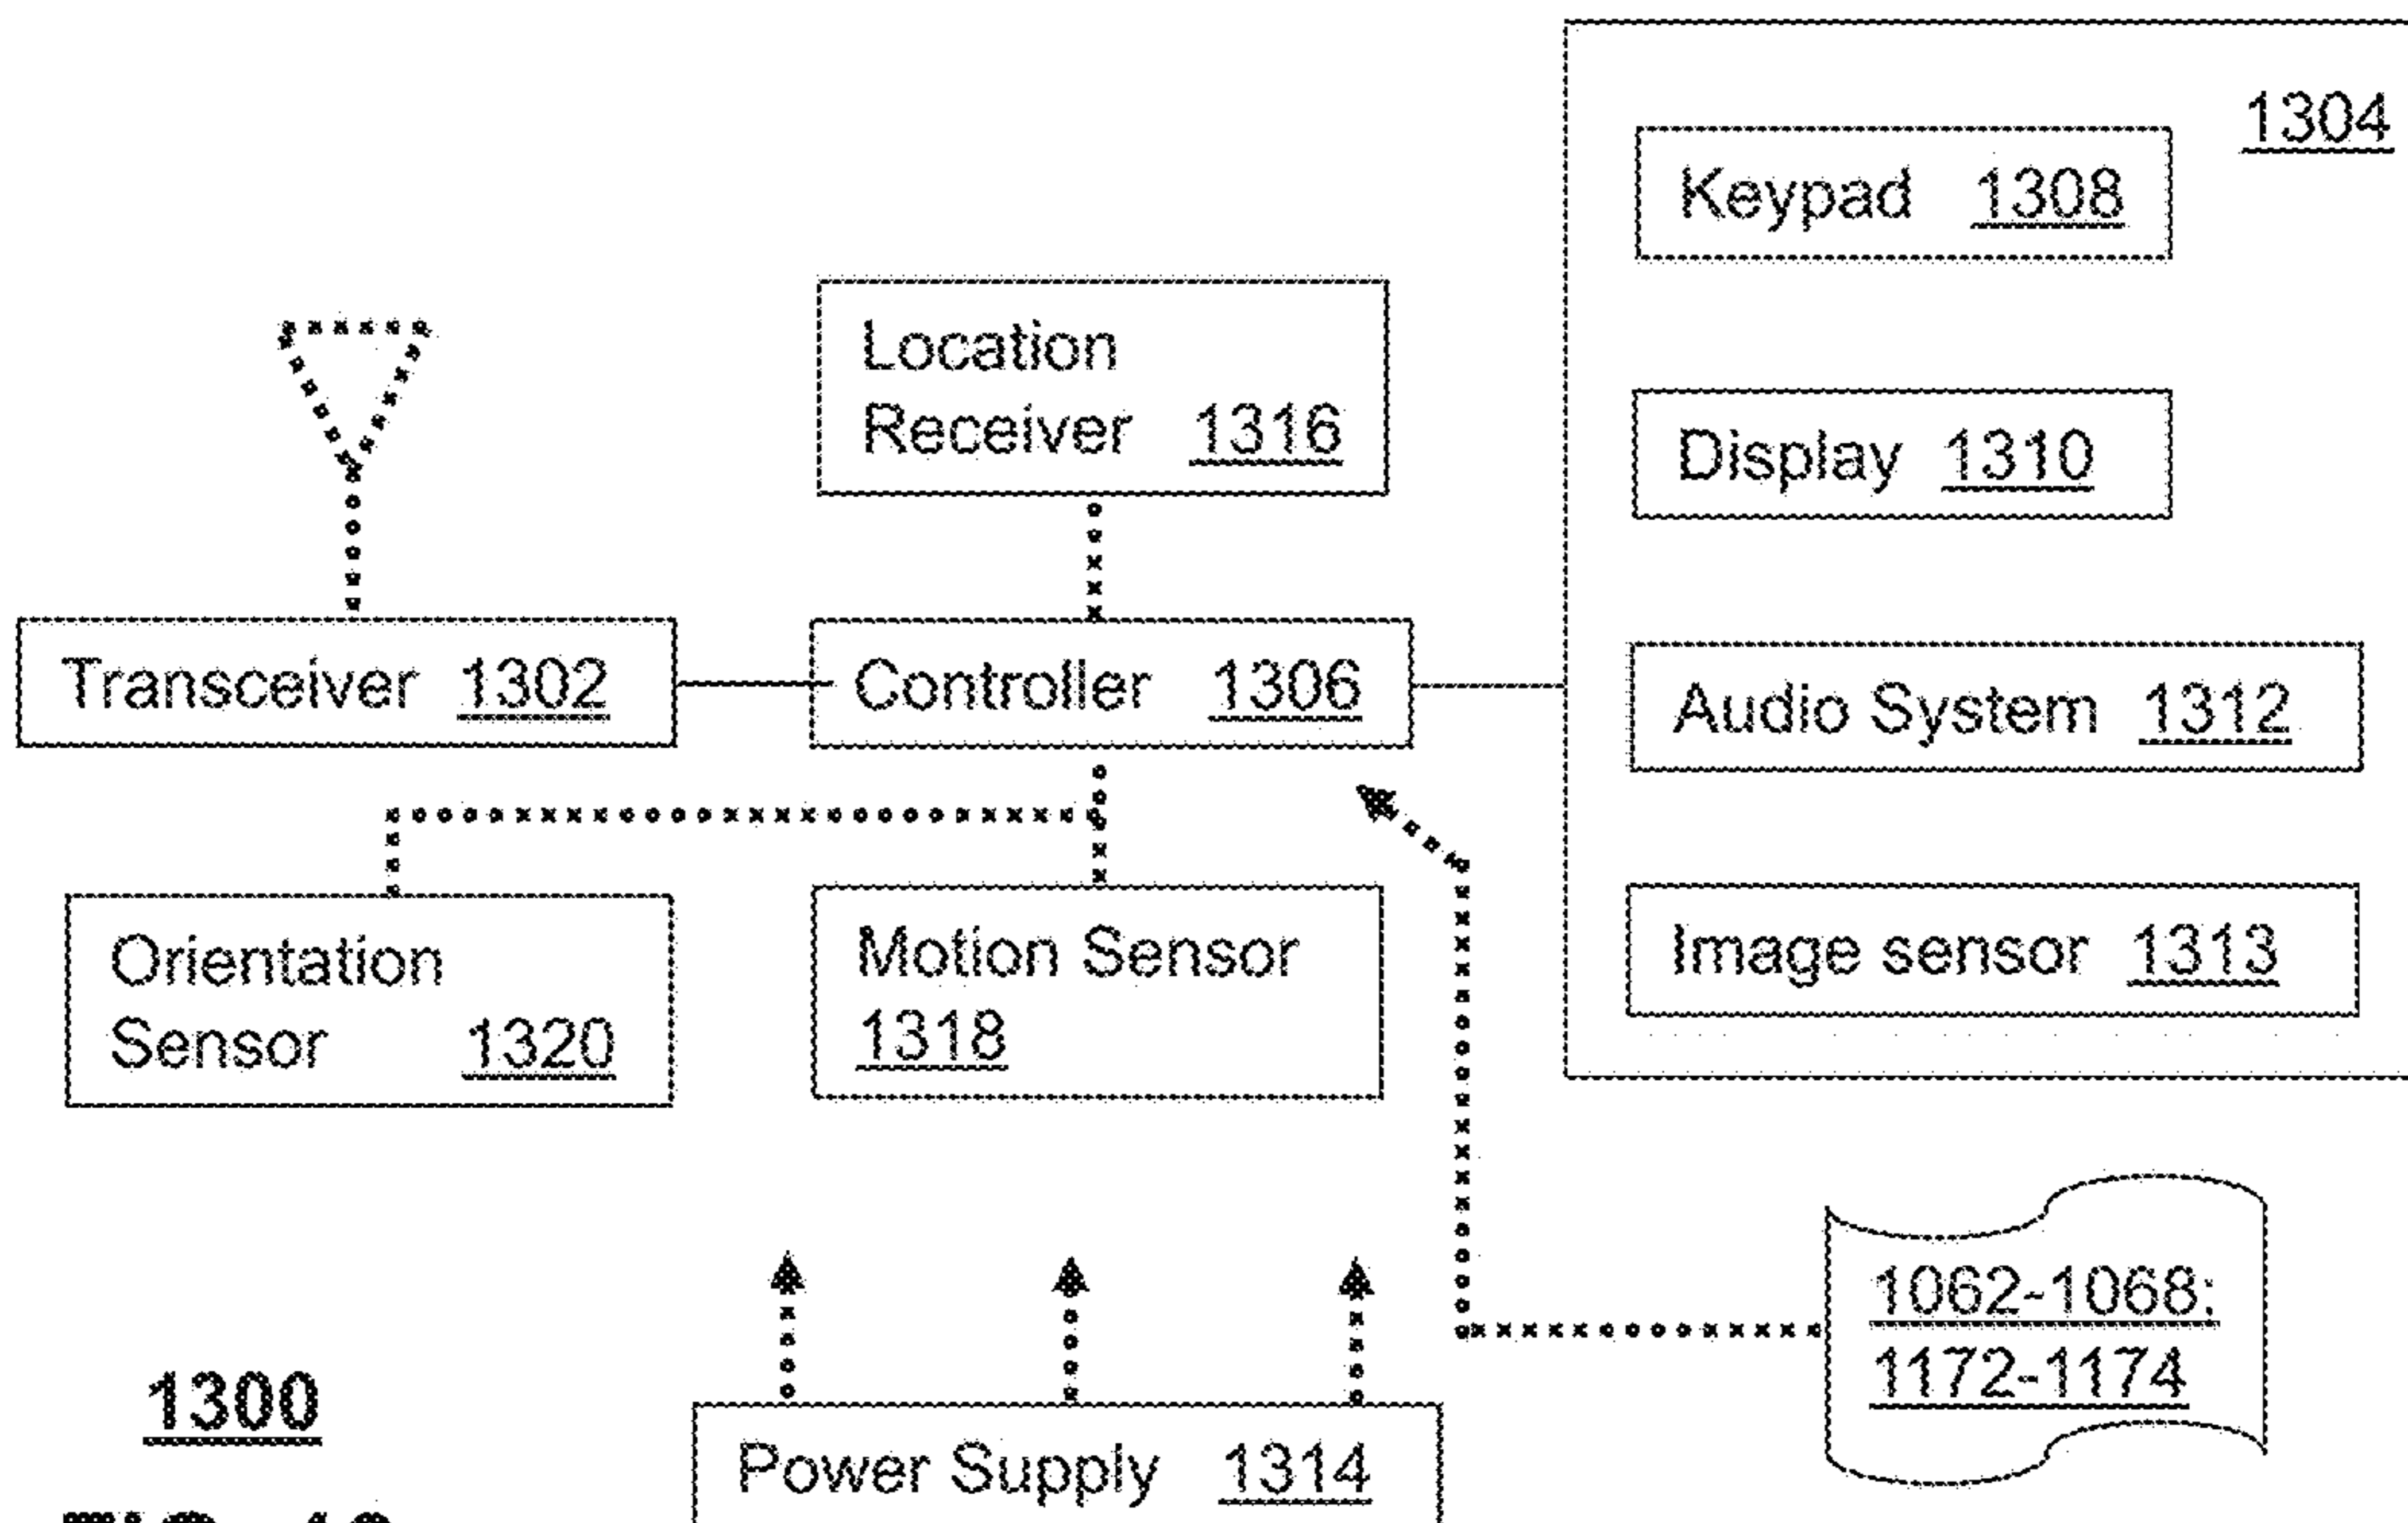 1304
Keypad 1308
Location
Receiver 1316
Display 1310
Transceiver 1302
Controller 1306
Audio System 1312
Orientation
Sensor 1320
Motion Sensor
1318
Image sensor 1313
1062-1068;
1172-1174
1300
Power Supply 1314